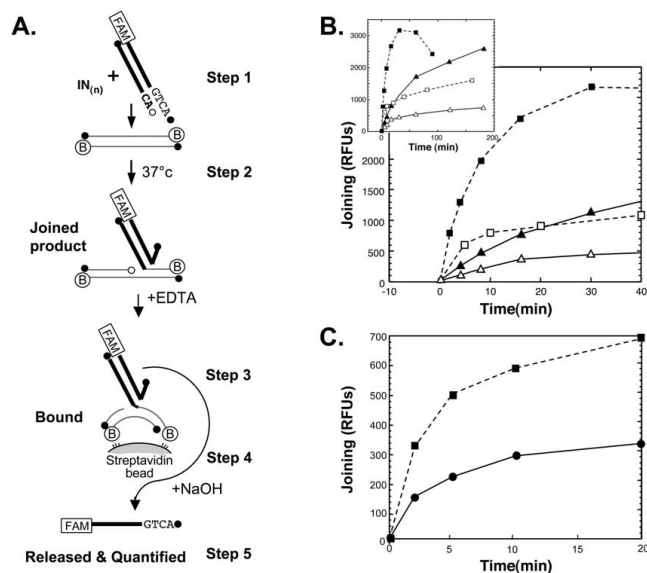 A.
FAM
IN(n)
+
CA
GTCA
Step 1
B
B
37°c
Step 2
FAM
Joined
product
B
B
+EDTA
FAM
Step 3
Bound
B
B
Streptavidin
bead
Step 4
+NaOH
FAM
GTCA
Released & Quantified
Step 5
B.
3000
2000
1000
0
0
100
200
Time (min)
Joining (RFUs)
2000
1500
1000
500
0
-10
0
10
20
30
40
Time(min)
C.
Joining (RFUs)
700
600
500
400
300
200
100
0
0
5
10
15
20
Time(min)